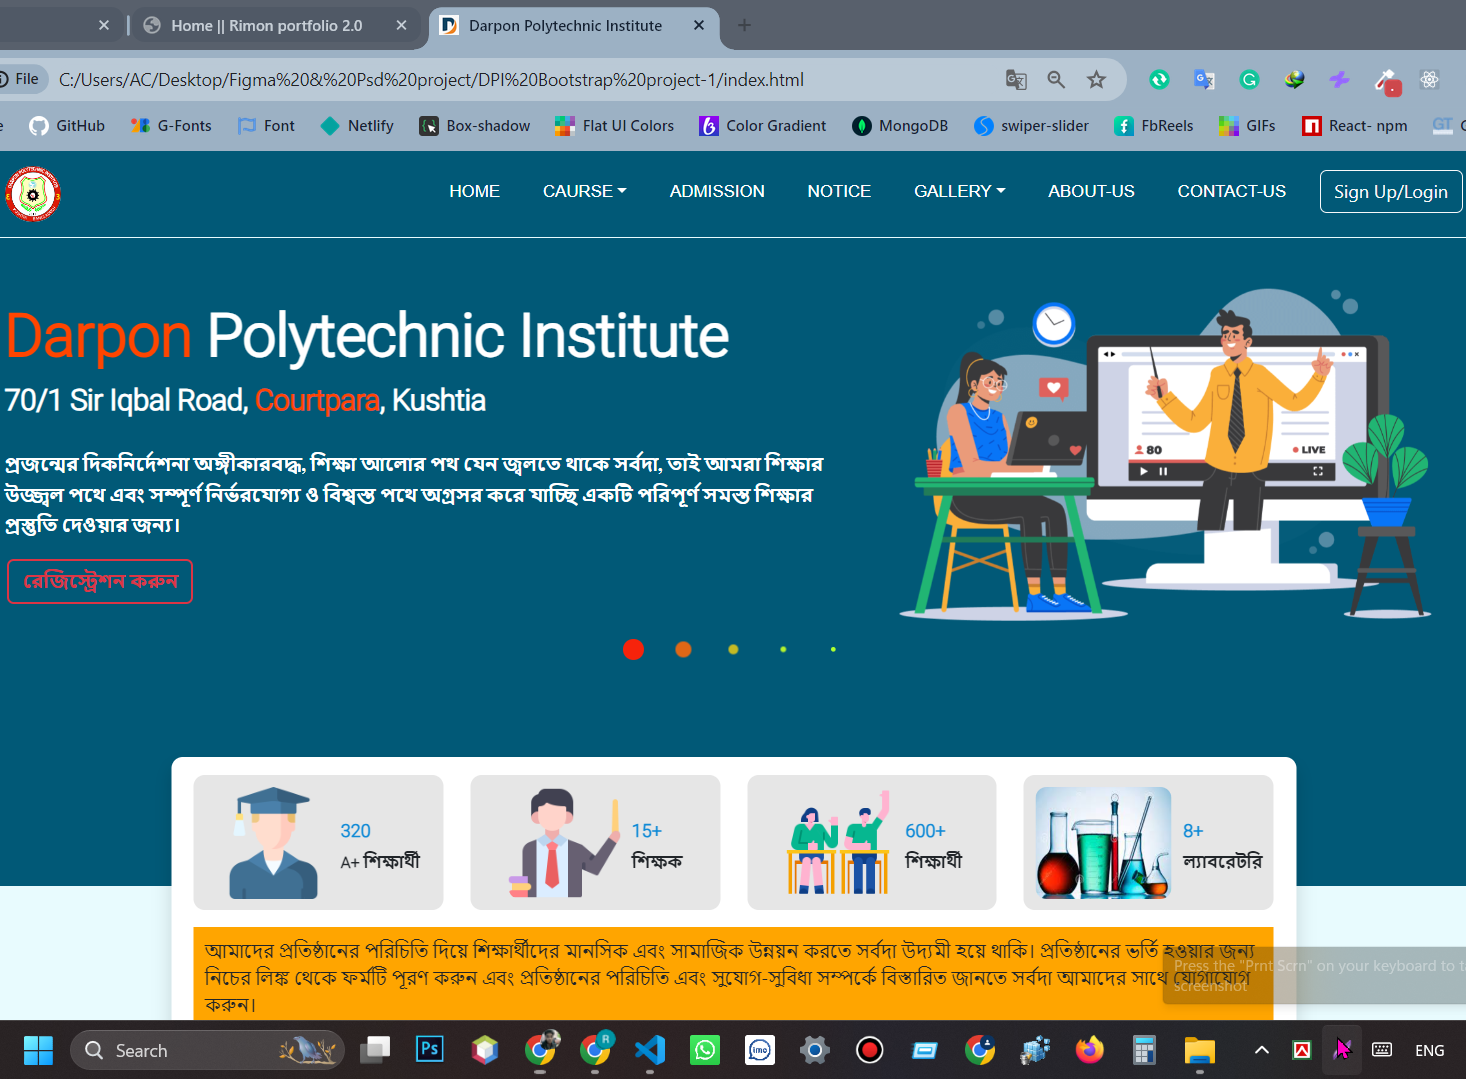 Home || Rimon portfolio 2.0
Darpon Polytechnic Institute
File
C:/Users/AC/Desktop/Figma%20&%20Psd%20project/DPI%20Bootstrap%20project-1/index.html
GitHub G-Fonts Font Netlify Box-shadow Flat UI Colors Color Gradient MongoDB swiper-slider FbReels GIFs React- npm
HOME CAURSE ADMISSION NOTICE GALLERY ABOUT-US CONTACT-US Sign Up/Login
Darpon Polytechnic Institute
70/1 Sir Iqbal Road, Courtpara, Kushtia
প্রজন্মের দিকনির্দেশনা অঙ্গীকারবদ্ধ, শিক্ষা আলোর পথ যেন জ্বলতে থাকে সর্বদা, তাই আমরা শিক্ষার
উজ্জ্বল পথে এবং সম্পূর্ণ নির্ভরযোগ্য ও বিশ্বস্ত পথে অগ্রসর করে যাচ্ছি একটি পরিপূর্ণ সমস্ত শিক্ষার
প্রস্তুতি দেওয়ার জন্য।
80
LIVE
রেজিস্ট্রেশন করুন
320
A+ শিক্ষার্থী
15+
শিক্ষক
600+
শিক্ষার্থী
8+
ল্যাবরেটরি
আমাদের প্রতিষ্ঠানের পরিচিতি দিয়ে শিক্ষার্থীদের মানসিক এবং সামাজিক উন্নয়ন করতে সর্বদা উদ্যমী হয়ে থাকি। প্রতিষ্ঠানের ভর্তি হওয়ার জন্য
নিচের লিঙ্ক থেকে ফর্মটি পূরণ করুন এবং প্রতিষ্ঠানের পরিচিতি এবং সুযোগ-সুবিধা সম্পর্কে বিস্তারিত জানতে সর্বদা আমাদের সাথে যোগাযোগ
করুন।
Press the "Prnt Scrn" on your keyboard to
screenshot
Search
Ps
imo
ENG